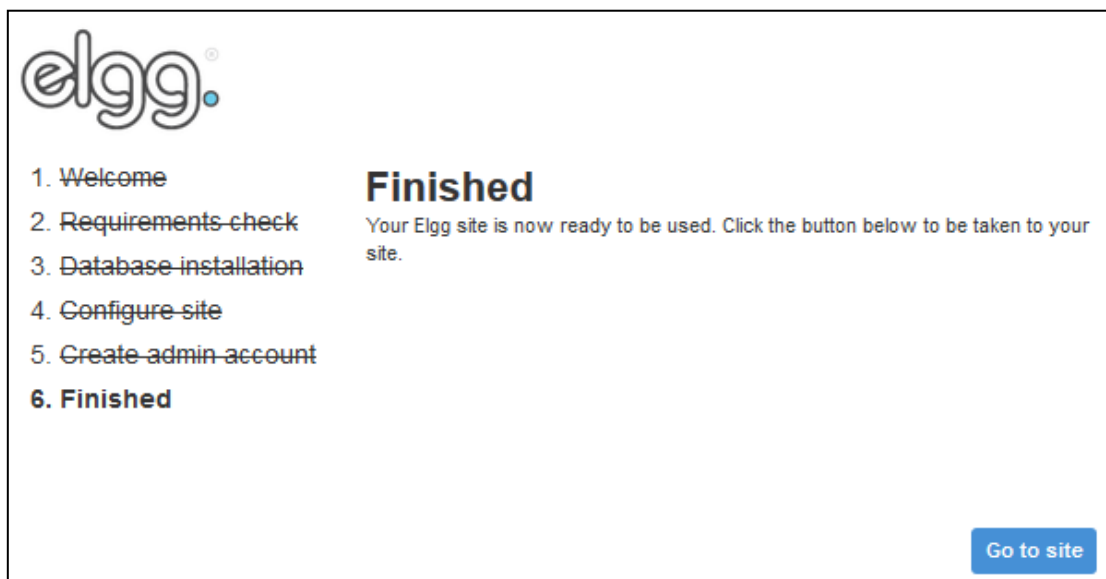 elgg.®
1. Welcome
2. Requirements check
3. Database installation
4. Configure site
5. Create admin account
6. Finished
Finished
Your Elgg site is now ready to be used. Click the button below to be taken to your
site.
Go to site